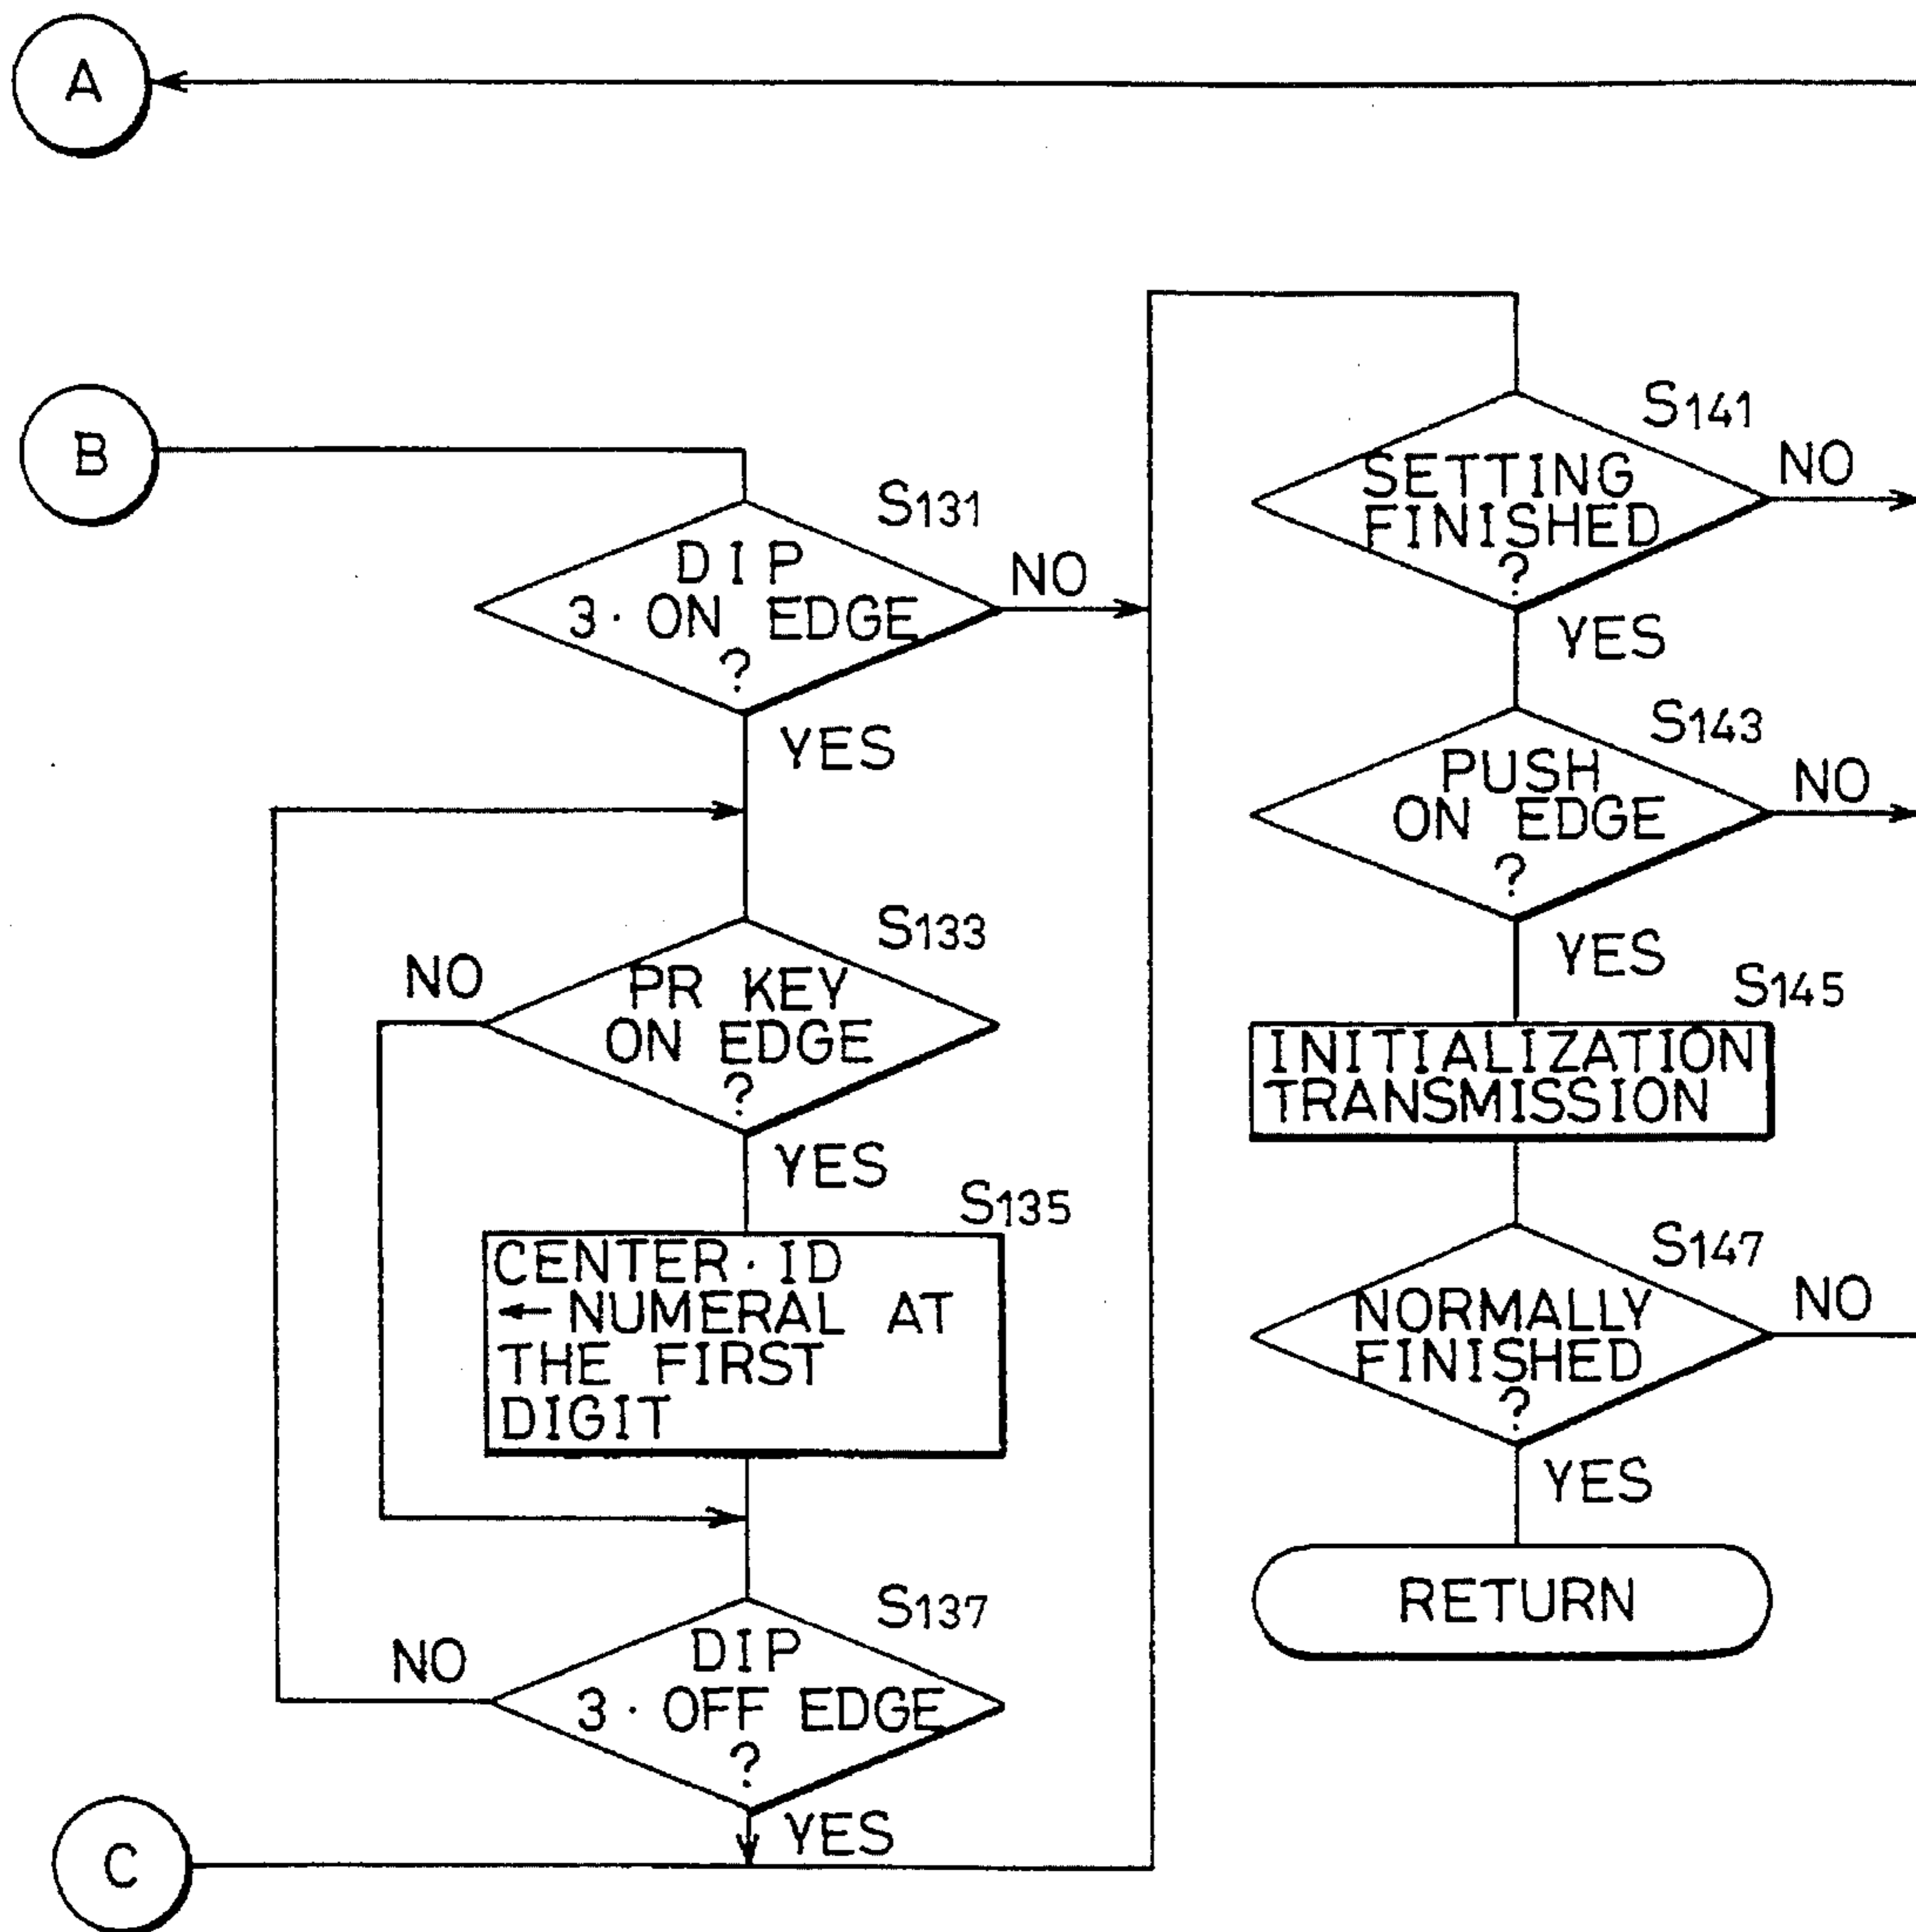 A
B
S131
DIP
3·ON EDGE
?
NO
YES
S133
PR KEY
ON EDGE
?
NO
YES
S135
CENTER·ID
← NUMERAL AT
THE FIRST
DIGIT
S137
DIP
3·OFF EDGE
?
NO
YES
C
S141
SETTING
FINISHED
?
NO
YES
S143
PUSH
ON EDGE
?
NO
YES
S145
INITIALIZATION
TRANSMISSION
S147
NORMALLY
FINISHED
?
NO
YES
RETURN